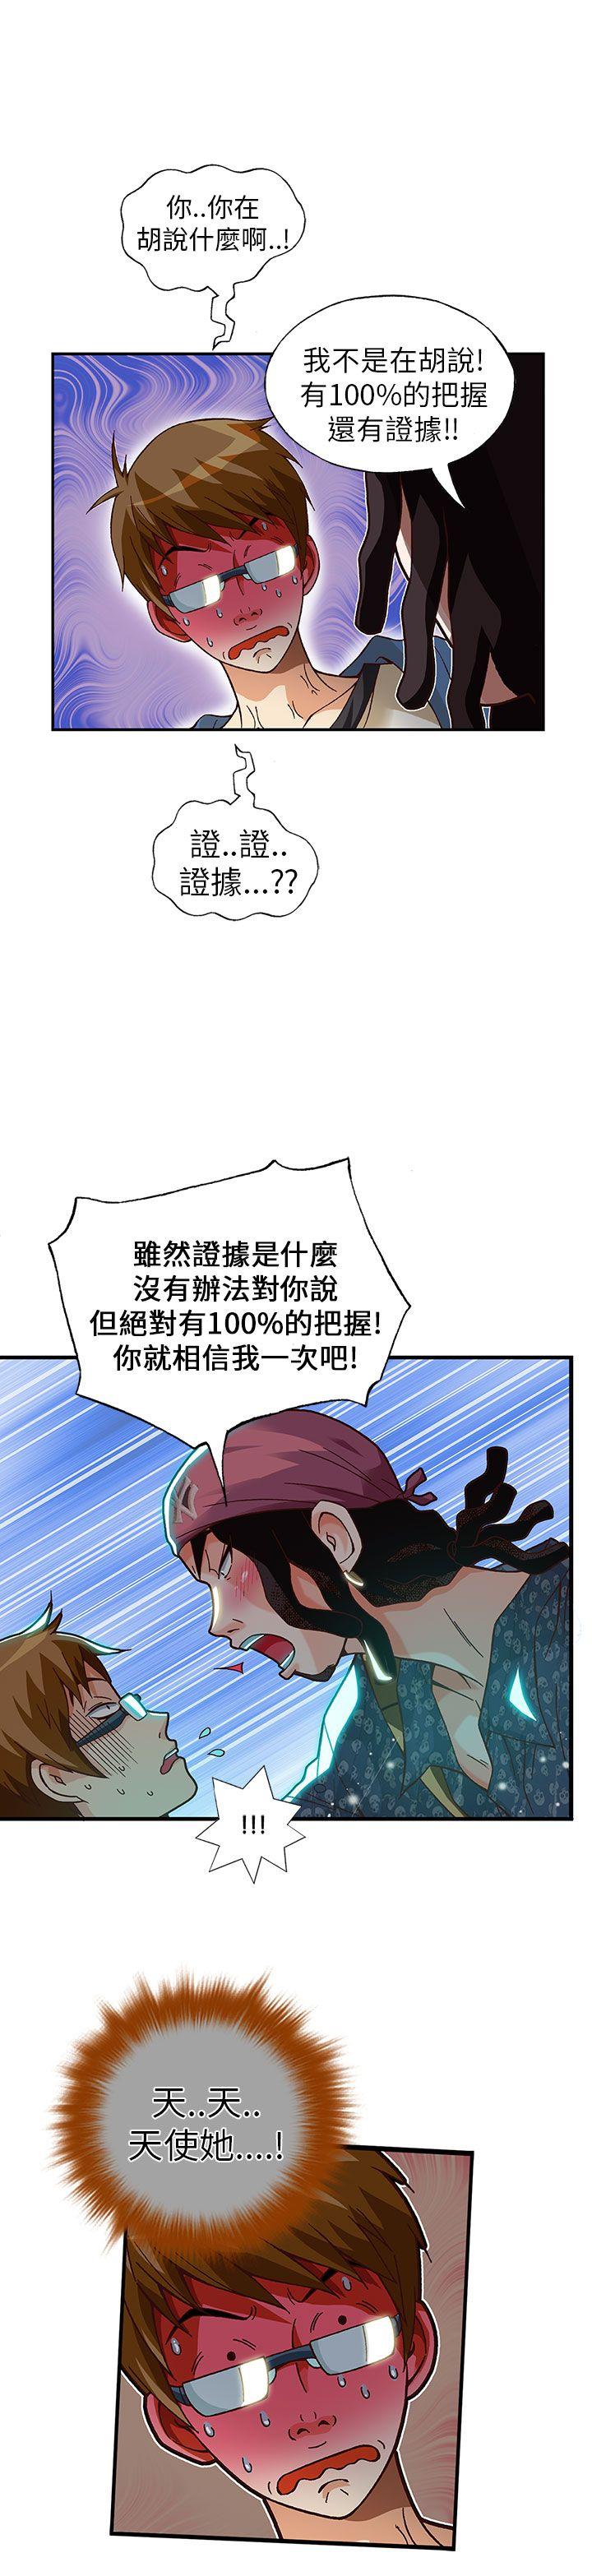 你..你在
胡說什麼啊..!
我不是在胡說!
有100%的把握
還有證據!!
證..證..
證據...??
雖然證據是什麼
沒有辦法對你說
但絕對有100%的把握!
你就相信我一次吧!
!!!
天..天..
天使她....!